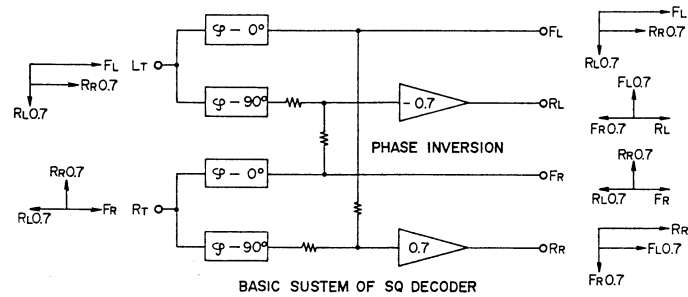 φ-0°
FL
FL
RR0.7
RL0.7
FL
RR0.7
RL0.7
LT
φ-90°
-0.7
RL
FL0.7
FR0.7
RL
PHASE INVERSION
RR0.7
RL0.7
FR
RT
φ-0°
FR
RR0.7
RL0.7
FR
φ-90°
0.7
RR
RR
FL0.7
FR0.7
BASIC SUSTEM OF SQ DECODER